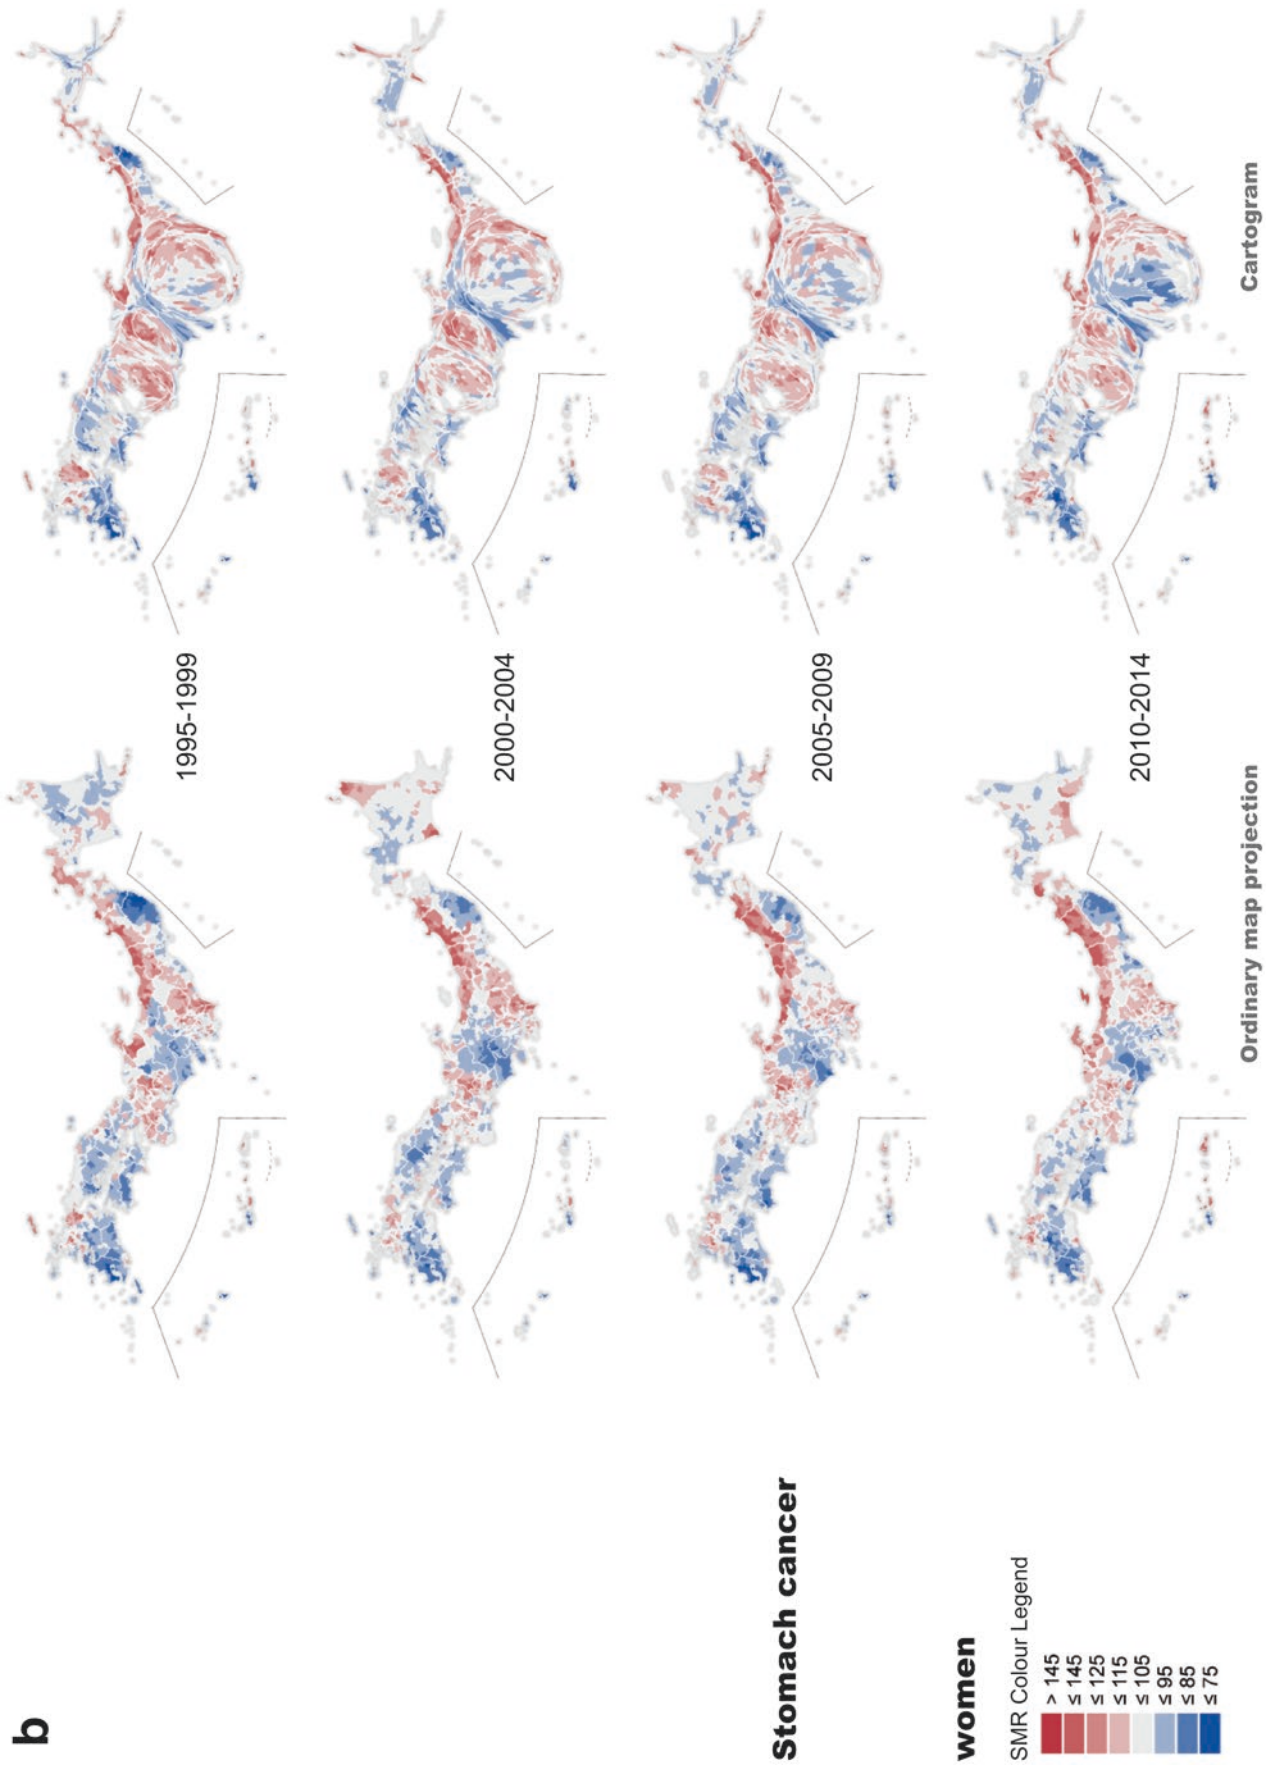 b
1995-1999
2000-2004
2005-2009
2010-2014
Ordinary map projection
Cartogram
Stomach cancer
women
SMR Colour Legend
> 145
≤ 145
≤ 125
≤ 115
≤ 105
≤ 95
≤ 85
≤ 75